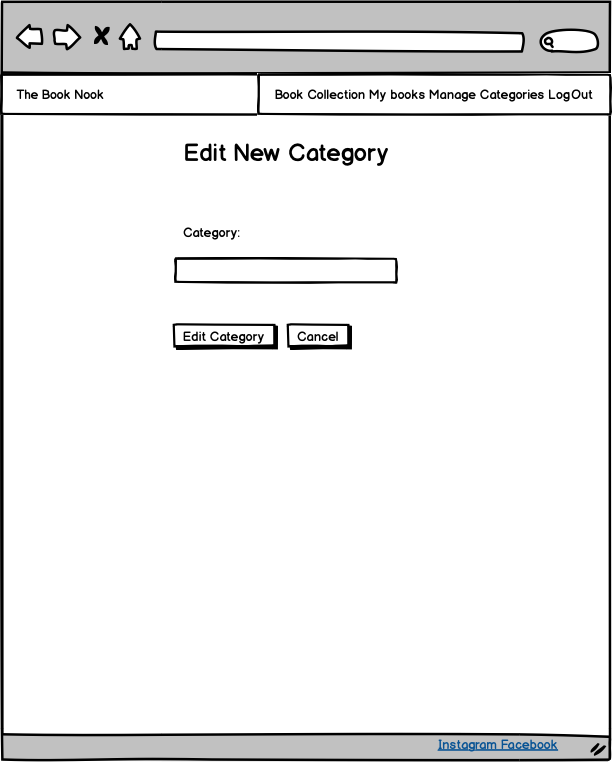 The Book Nook
Book Collection My books Manage Categories LogOut
Edit New Category
Category:
Edit Category
Cancel
Instagram Facebook